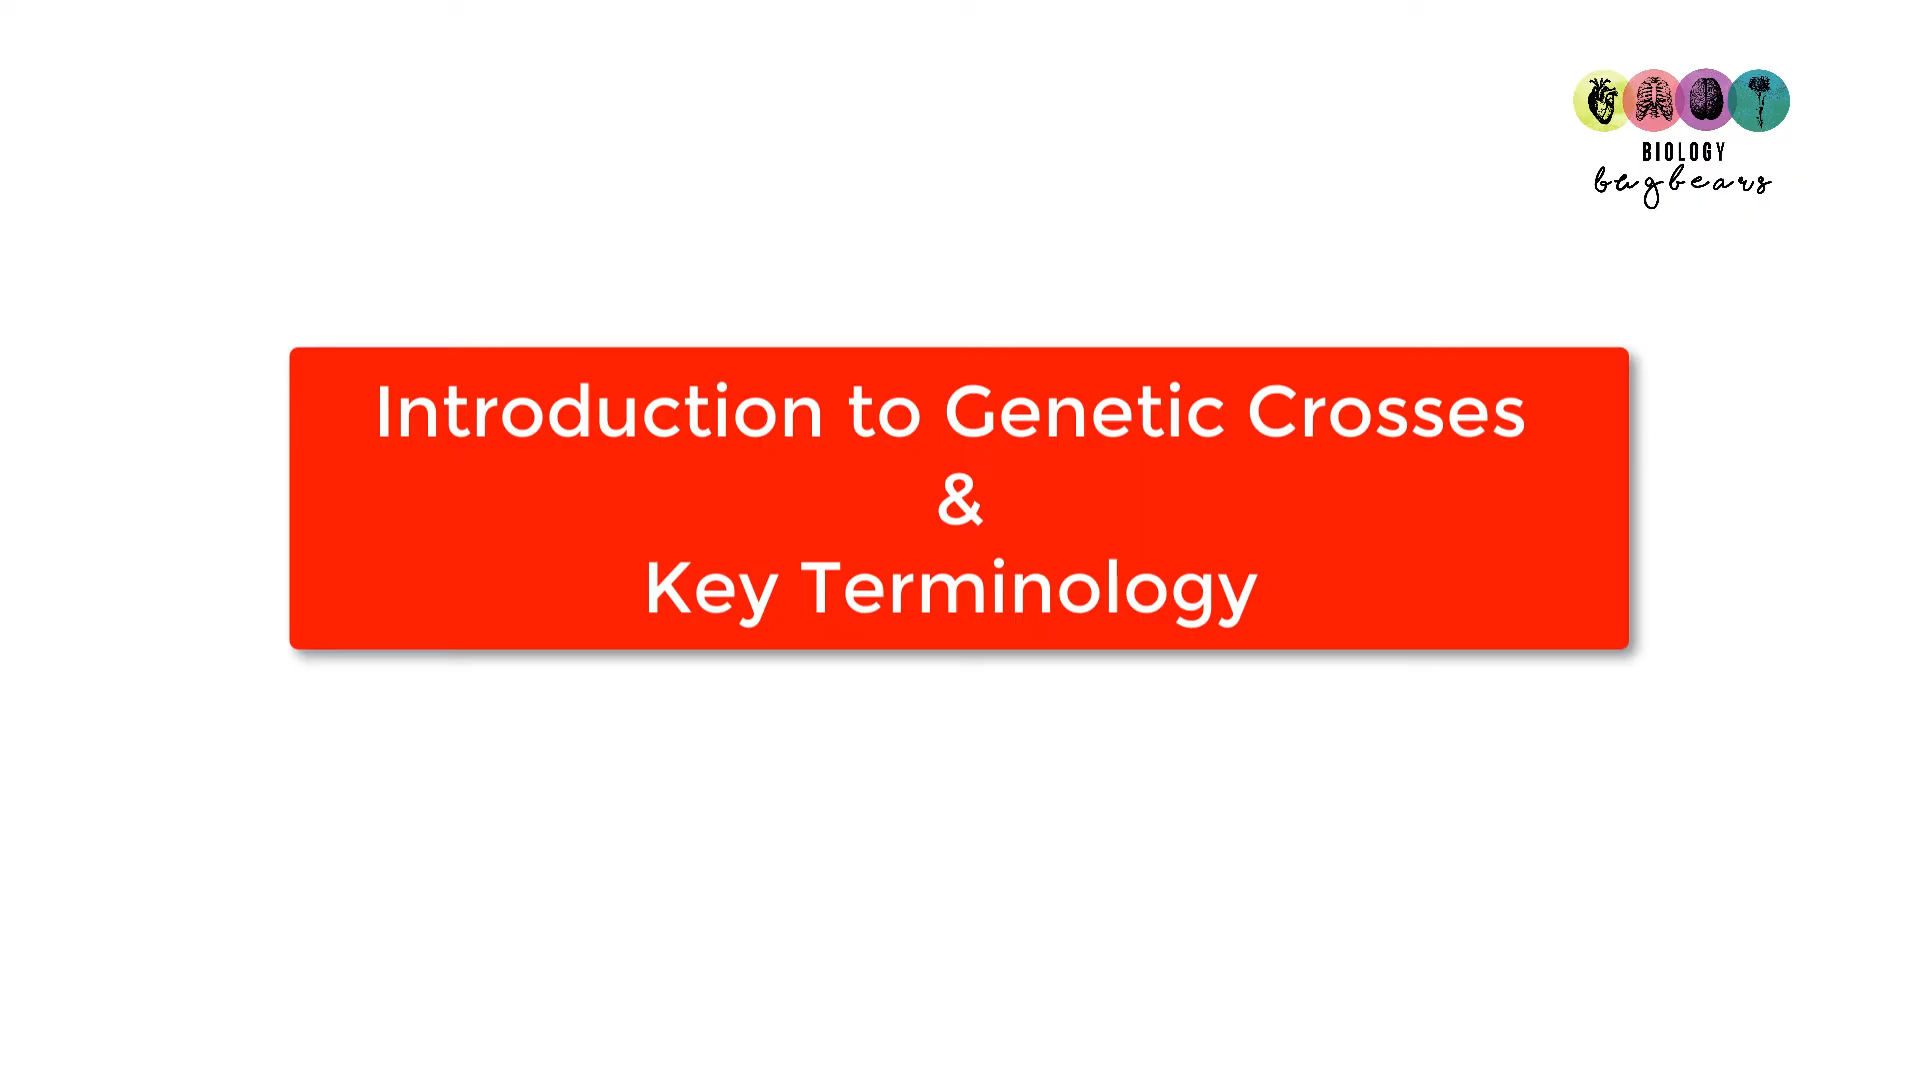 BIOLOGY
bugbears
Introduction to Genetic Crosses
&
Key Terminology